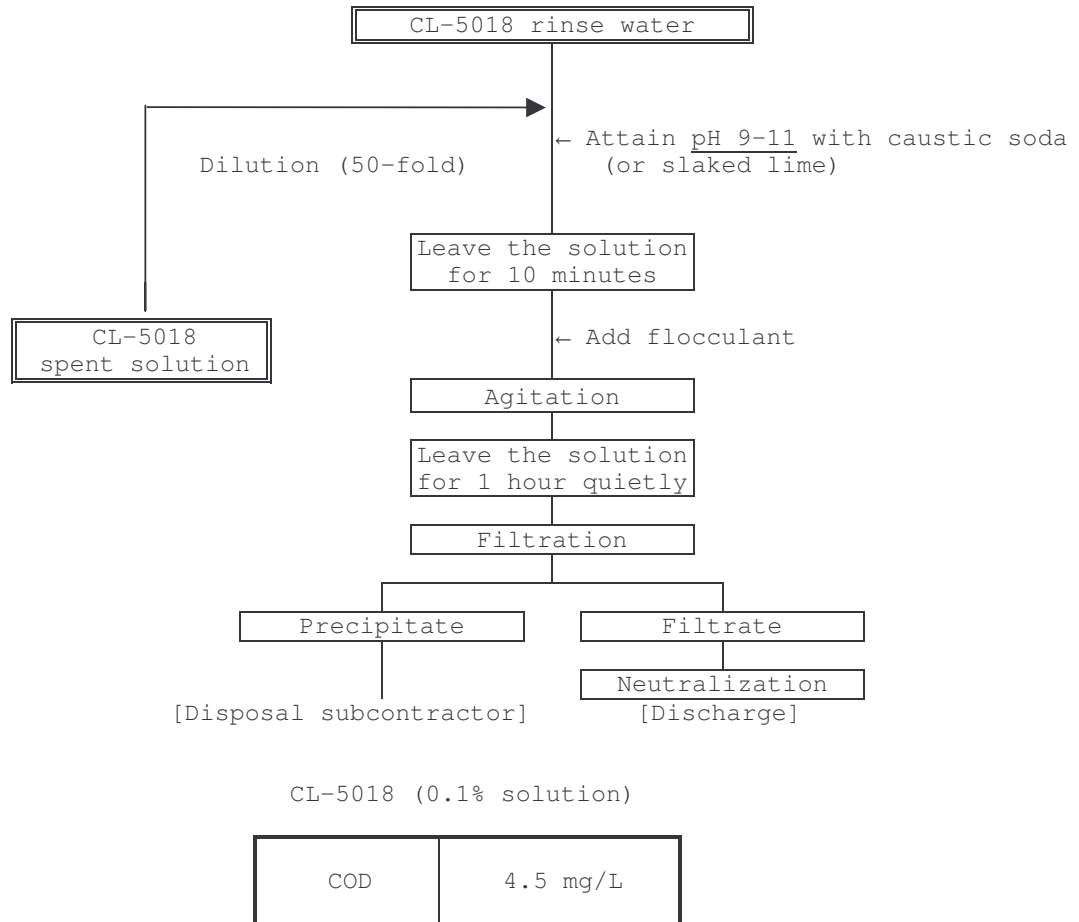 CL-5018 rinse water
← Attain pH 9-11 with caustic soda
(or slaked lime)
Dilution (50-fold)
Leave the solution
for 10 minutes
CL-5018
spent solution
← Add flocculant
Agitation
Leave the solution
for 1 hour quietly
Filtration
Precipitate
Filtrate
Neutralization
[Disposal subcontractor]
[Discharge]
CL-5018 (0.1% solution)
COD 4.5 mg/L